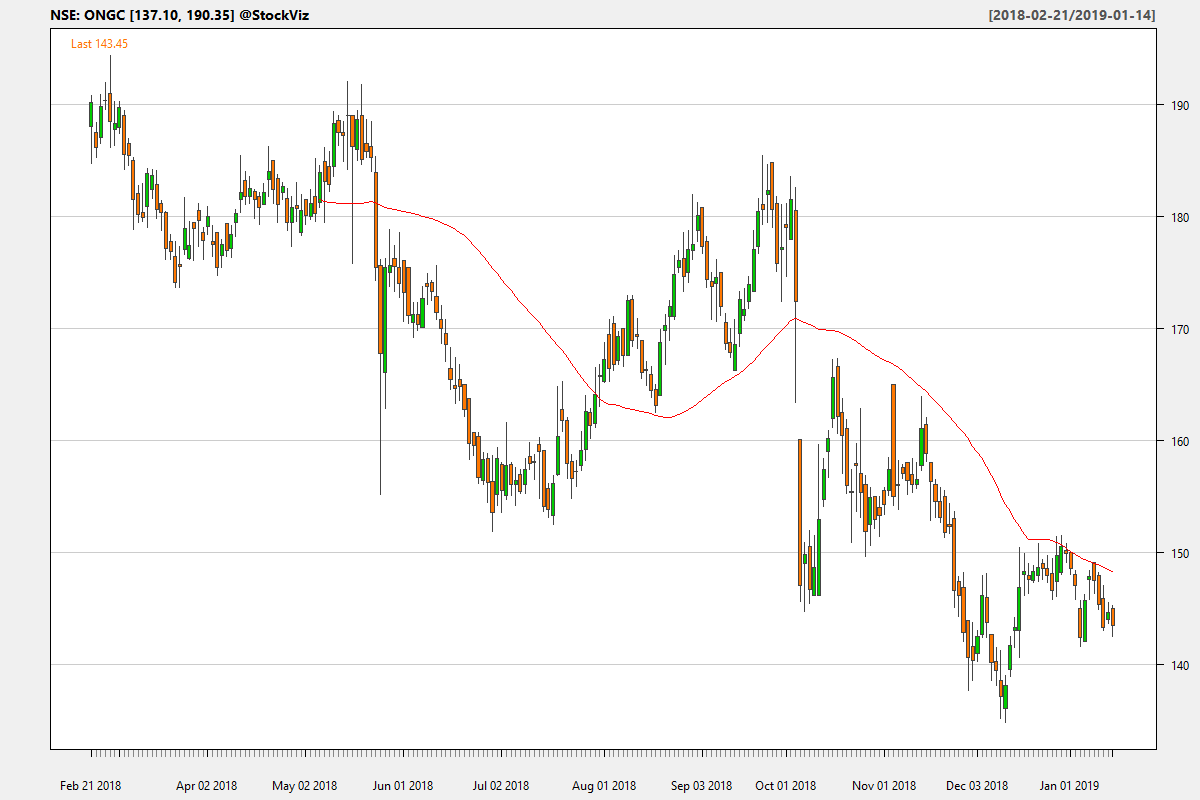 NSE: ONGC [137.10, 190.35] @StockViz
[2018-02-21/2019-01-14]
Last 143.45
190
180
170
160
150
140
Feb 21 2018
Apr 02 2018
May 02 2018
Jun 01 2018
Jul 02 2018
Aug 01 2018
Sep 03 2018
Oct 01 2018
Nov 01 2018
Dec 03 2018
Jan 01 2019